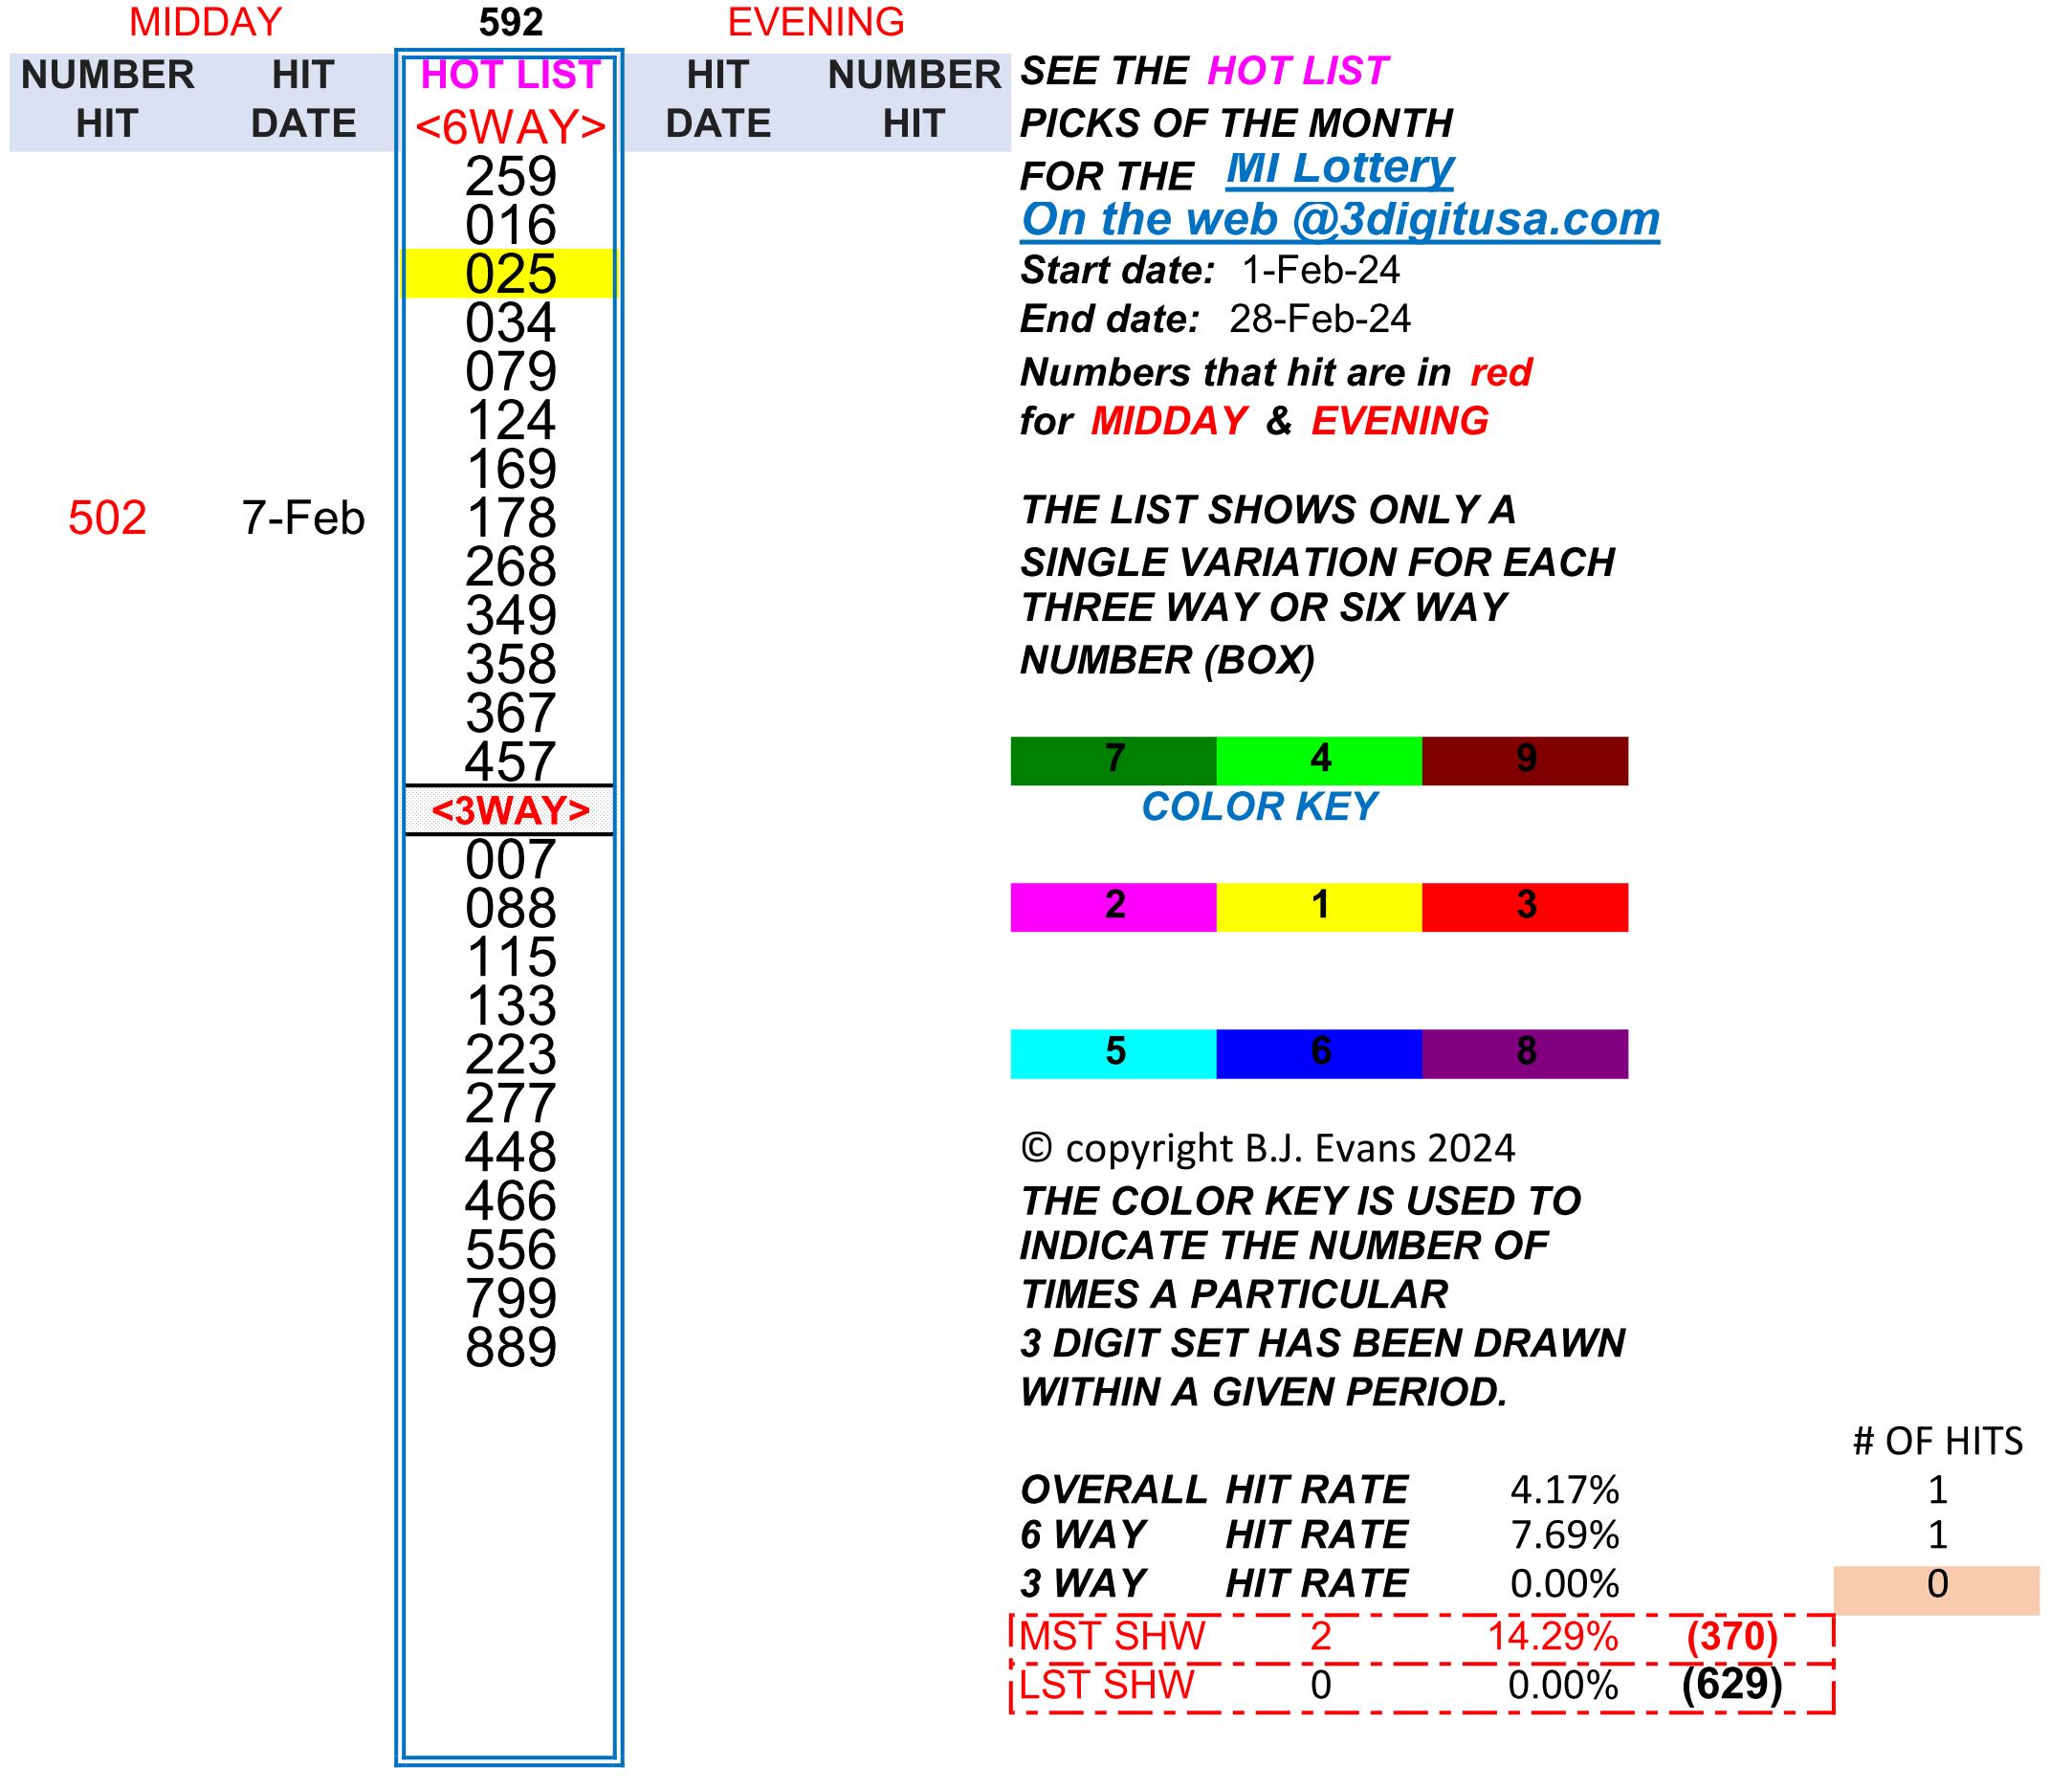 MIDDAY 592 EVENING
NUMBER HIT HOT LIST HIT NUMBER
HIT DATE <6WAY> DATE HIT
259
016
025
034
079
124
169
502 7-Feb 178
268
349
358
367
457
<3WAY>
007
088
115
133
223
277
448
466
556
799
889
SEE THE HOT LIST
PICKS OF THE MONTH
FOR THE MI Lottery
On the web @3digitusa.com
Start date: 1-Feb-24
End date: 28-Feb-24
Numbers that hit are in red
for MIDDAY & EVENING
THE LIST SHOWS ONLY A
SINGLE VARIATION FOR EACH
THREE WAY OR SIX WAY
NUMBER (BOX)
7 4 9
COLOR KEY
2 1 3
5 6 8
© copyright B.J. Evans 2024
THE COLOR KEY IS USED TO
INDICATE THE NUMBER OF
TIMES A PARTICULAR
3 DIGIT SET HAS BEEN DRAWN
WITHIN A GIVEN PERIOD.
# OF HITS
OVERALL HIT RATE 4.17% 1
6 WAY HIT RATE 7.69% 1
3 WAY HIT RATE 0.00% 0
MST SHW 2 14.29% (370)
LST SHW 0 0.00% (629)